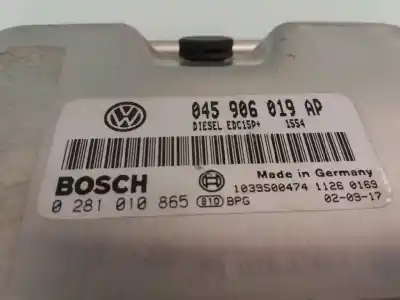 045 906 019 AP
DIESEL EDC15P+ 1554
BOSCH
Made in Germany
1039S00474 1126 0169
0 281 010 865 810 BPG 02-09-17